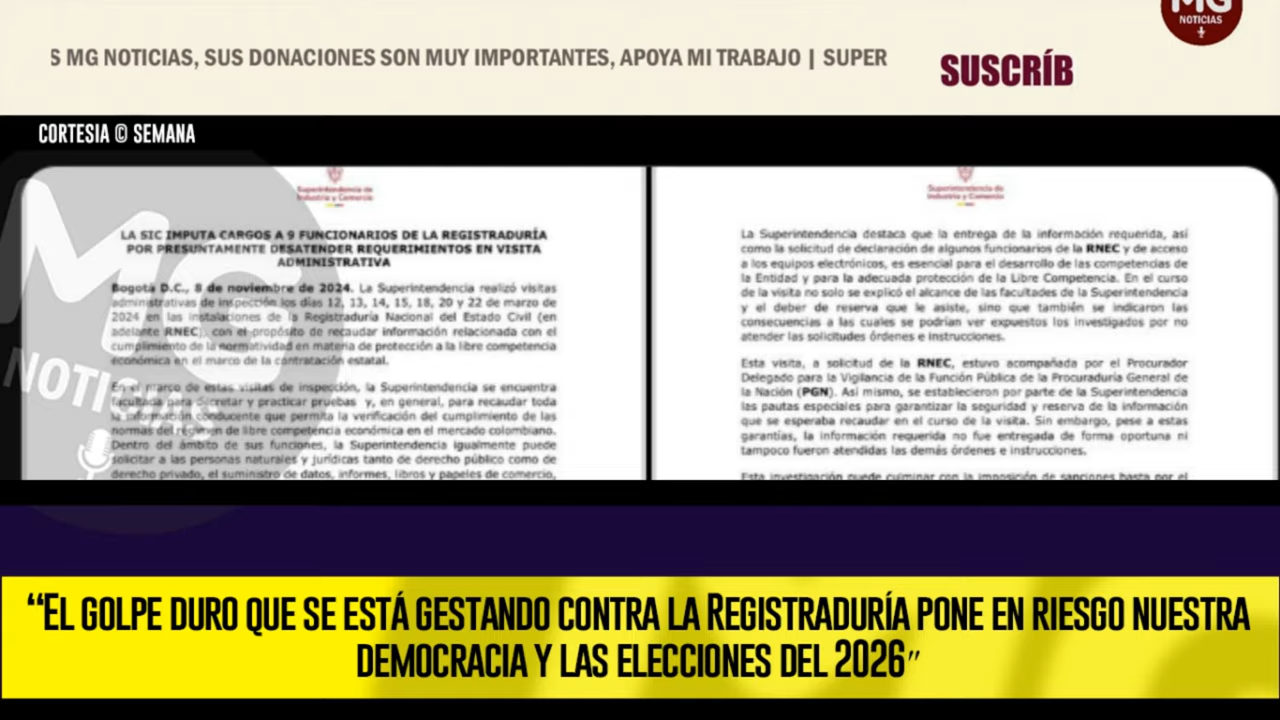 S MG NOTICIAS, SUS DONACIONES SON MUY IMPORTANTES, APOYA MI TRABAJO | SUPER
SUSCRÍB
MG
NOTICIAS
CORTESIA © SEMANA
Superintendencia de
Industria y Comercio
LA SIC IMPUTA CARGOS A 9 FUNCIONARIOS DE LA REGISTRADURÍA
POR PRESUNTAMENTE DESATENDER REQUERIMIENTOS EN VISITA
ADMINISTRATIVA
Bogotá D.C., 8 de noviembre de 2024. La Superintendencia realizó visitas
administrativas de inspección los días 12, 13, 14, 15, 18, 20 y 22 de marzo de
2024 en las instalaciones de la Registraduría Nacional del Estado Civil (en
adelante RNEC), con el propósito de recaudar información relacionada con el
cumplimiento de la normatividad en materia de protección a la libre competencia
económica en el marco de la contratación estatal.
En el marco de estas visitas de inspección, la Superintendencia se encuentra
facultada para decretar y practicar pruebas y, en general, para recaudar toda
la información conducente que permita la verificación del cumplimiento de las
normas del régimen de libre competencia económica en el mercado colombiano.
Dentro del ámbito de sus funciones, la Superintendencia igualmente puede
solicitar a las personas naturales y jurídicas tanto de derecho público como de
derecho privado, el suministro de datos, informes, libros y papeles de comercio,
Superintendencia de
Industria y Comercio
La Superintendencia destaca que la entrega de la información requerida, así
como la solicitud de declaración de algunos funcionarios de la RNEC y de acceso
a los equipos electrónicos, es esencial para el desarrollo de las competencias de
la Entidad y para la adecuada protección de la Libre Competencia. En el curso
de la visita no solo se explicó el alcance de las facultades de la Superintendencia
y el deber de reserva que le asiste, sino que también se indicaron las
consecuencias a las cuales se podrían ver expuestos los investigados por no
atender las solicitudes órdenes e instrucciones.
Esta visita, a solicitud de la RNEC, estuvo acompañada por el Procurador
Delegado para la Vigilancia de la Función Pública de la Procuraduría General de
la Nación (PGN). Así mismo, se establecieron por parte de la Superintendencia
las pautas especiales para garantizar la seguridad y reserva de la información
que se esperaba recaudar en el curso de la visita. Sin embargo, pese a estas
garantías, la información requerida no fue entregada de forma oportuna ni
tampoco fueron atendidas las demás órdenes e instrucciones.
Esta investigación puede culminar con la imposición de sanciones hasta por el
MG
NOTIC
“EL GOLPE DURO QUE SE ESTÁ GESTANDO CONTRA LA REGISTRADURÍA PONE EN RIESGO NUESTRA
DEMOCRACIA Y LAS ELECCIONES DEL 2026”